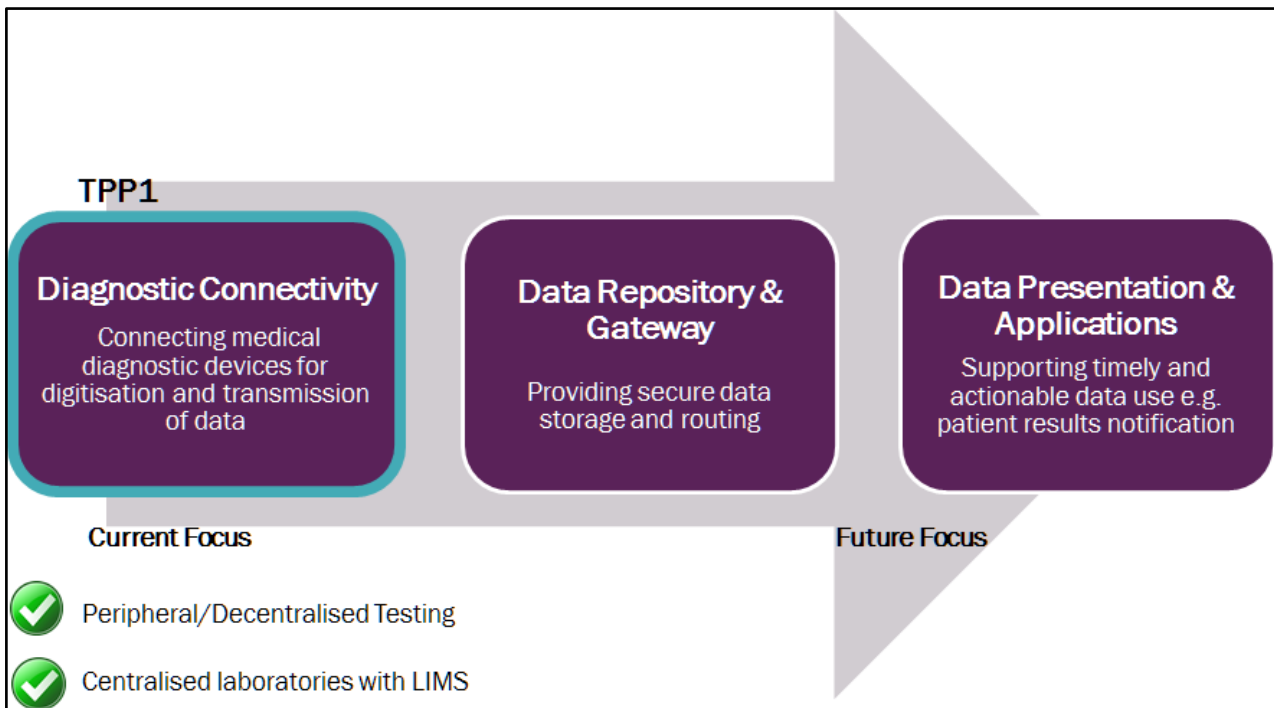 TPP1
Diagnostic Connectivity
Connecting medical
diagnostic devices for
digitisation and transmission
of data
Data Repository &
Gateway
Providing secure data
storage and routing
Data Presentation &
Applications
Supporting timely and
actionable data use e.g.
patient results notification
Current Focus
Future Focus
Peripheral/Decentralised Testing
Centralised laboratories with LIMS